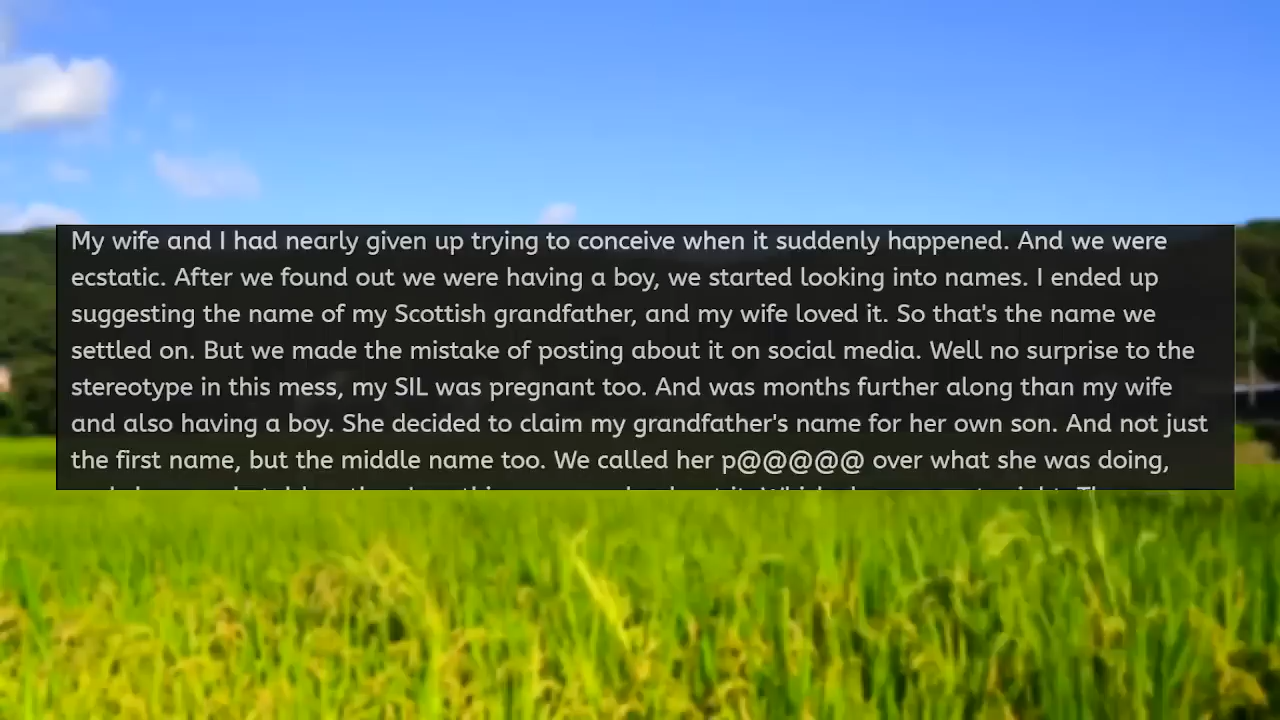 My wife and I had nearly given up trying to conceive when it suddenly happened. And we were
ecstatic. After we found out we were having a boy, we started looking into names. I ended up
suggesting the name of my Scottish grandfather, and my wife loved it. So that's the name we
settled on. But we made the mistake of posting about it on social media. Well no surprise to the
stereotype in this mess, my SIL was pregnant too. And was months further along than my wife
and also having a boy. She decided to claim my grandfather's name for her own son. And not just
the first name, but the middle name too. We called her p@@@@@ over what she was doing,